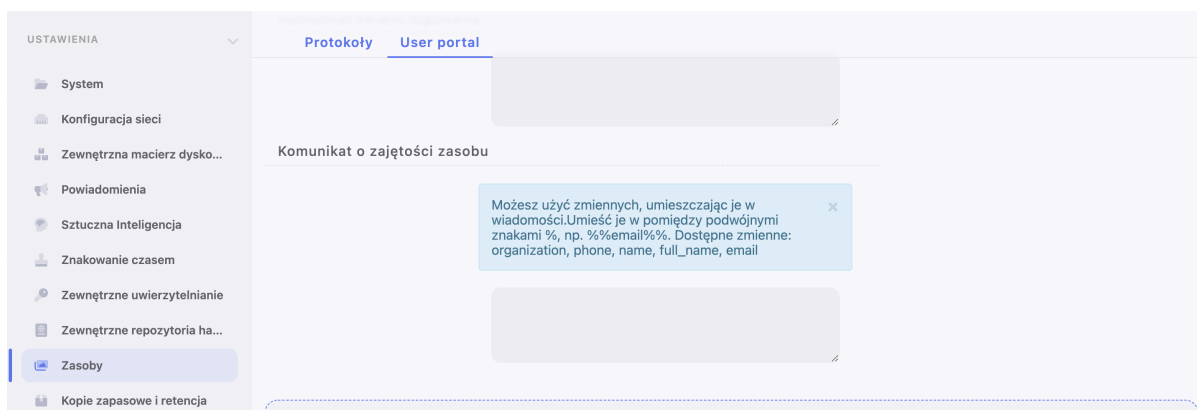 USTAWIENIA
System
Konfiguracja sieci
Zewnętrzna macierz dysko...
Powiadomienia
Sztuczna Inteligencja
Znakowanie czasem
Zewnętrzne uwierzytelnianie
Zewnętrzne repozytoria ha...
Zasoby
Kopie zapasowe i retencja
Protokoły User portal
Komunikat o zajętości zasobu
Możesz użyć zmiennych, umieszczając je w
wiadomości.Umieść je w pomiędzy podwójnymi
znakami %, np. %%email%%. Dostępne zmienne:
organization, phone, name, full_name, email
×